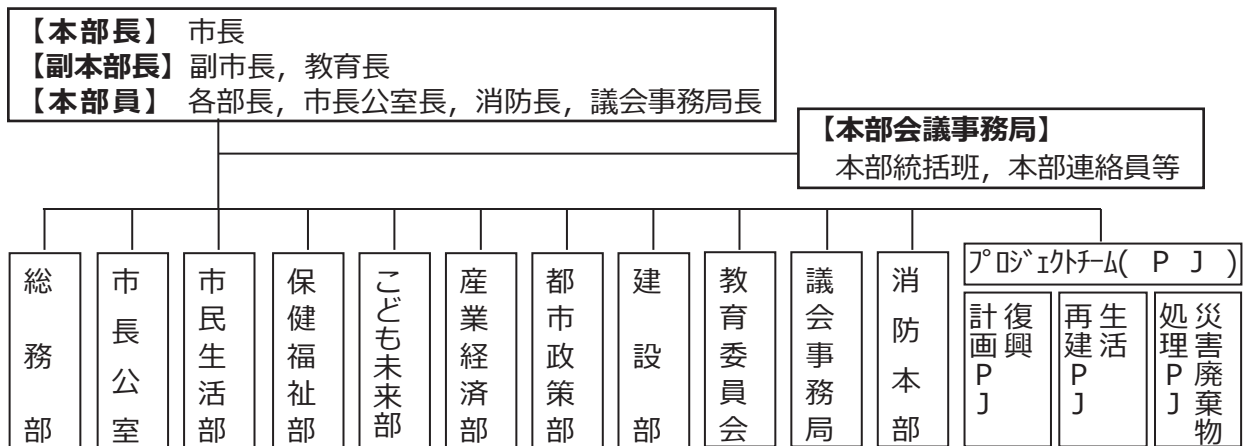 【本部長】 市長
【副本部長】副市長，教育長
【本部員】 各部長，市長公室長，消防長，議会事務局長
【本部会議事務局】
本部統括班，本部連絡員等
総務部
市長公室
市民生活部
保健福祉部
こども未来部
産業経済部
都市政策部
建設部
教育委員会
議会事務局
消防本部
ﾌﾟﾛｼﾞｪｸﾄﾁｰﾑ( ＰＪ )
復興
計画ＰＪ
生活
再建ＰＪ
災害廃棄物
処理ＰＪ